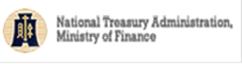 National Treasury Administration,
Ministry of Finance